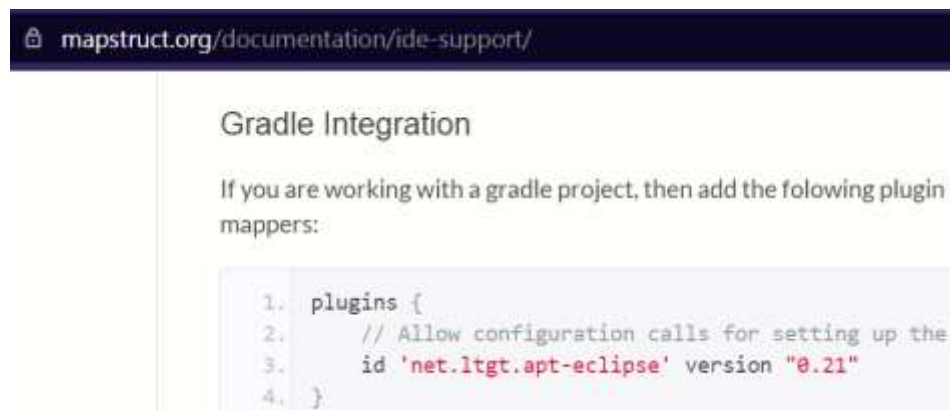 mapstruct.org/documentation/ide-support/
Gradle Integration
If you are working with a gradle project, then add the folowing plugin
mappers:
1. plugins {
2. // Allow configuration calls for setting up the
3. id 'net.ltgt.apt-eclipse' version "0.21"
4. }